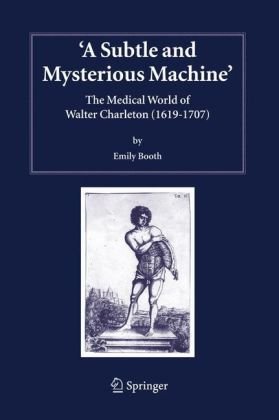 ‘A Subtle and
Mysterious Machine’
The Medical World of
Walter Charleton (1619-1707)
by
Emily Booth
Springer